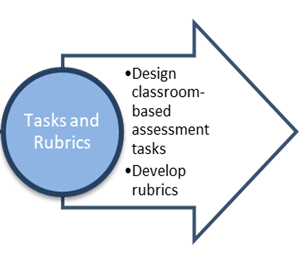 Tasks and
Rubrics
•Design
classroom-
based
assessment
tasks
•Develop
rubrics